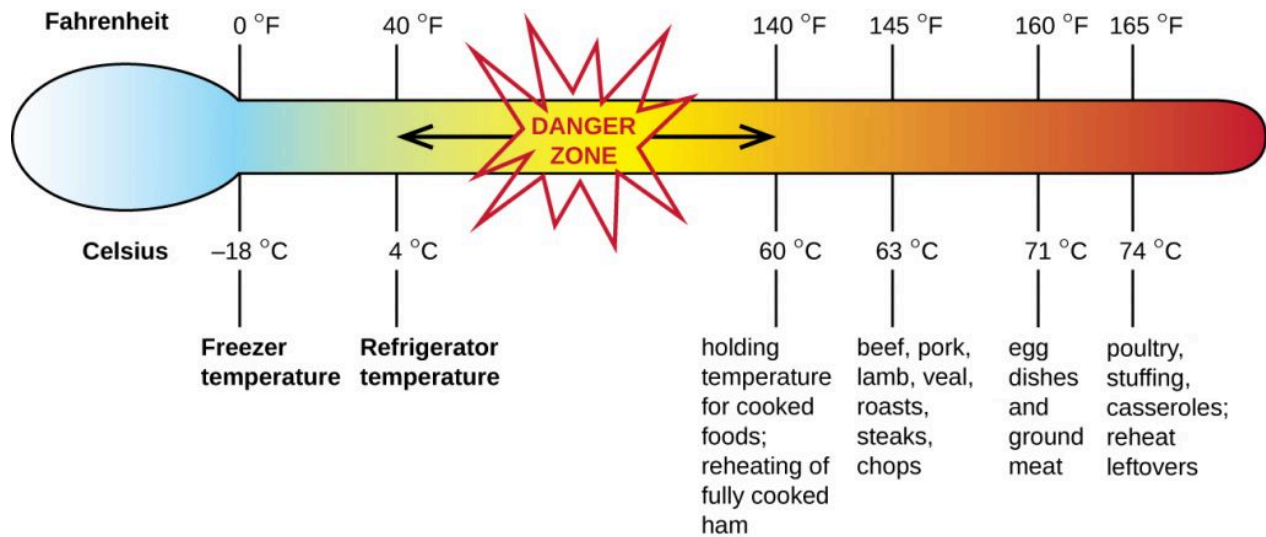 Fahrenheit 0 °F 40 °F 140 °F 145 °F 160 °F 165 °F
DANGER
ZONE
Celsius –18 °C 4 °C 60 °C 63 °C 71 °C 74 °C
Freezer
temperature
Refrigerator
temperature
holding
temperature
for cooked
foods;
reheating of
fully cooked
ham
beef, pork,
lamb, veal,
roasts,
steaks,
chops
egg
dishes
and
ground
meat
poultry,
stuffing,
casseroles;
reheat
leftovers